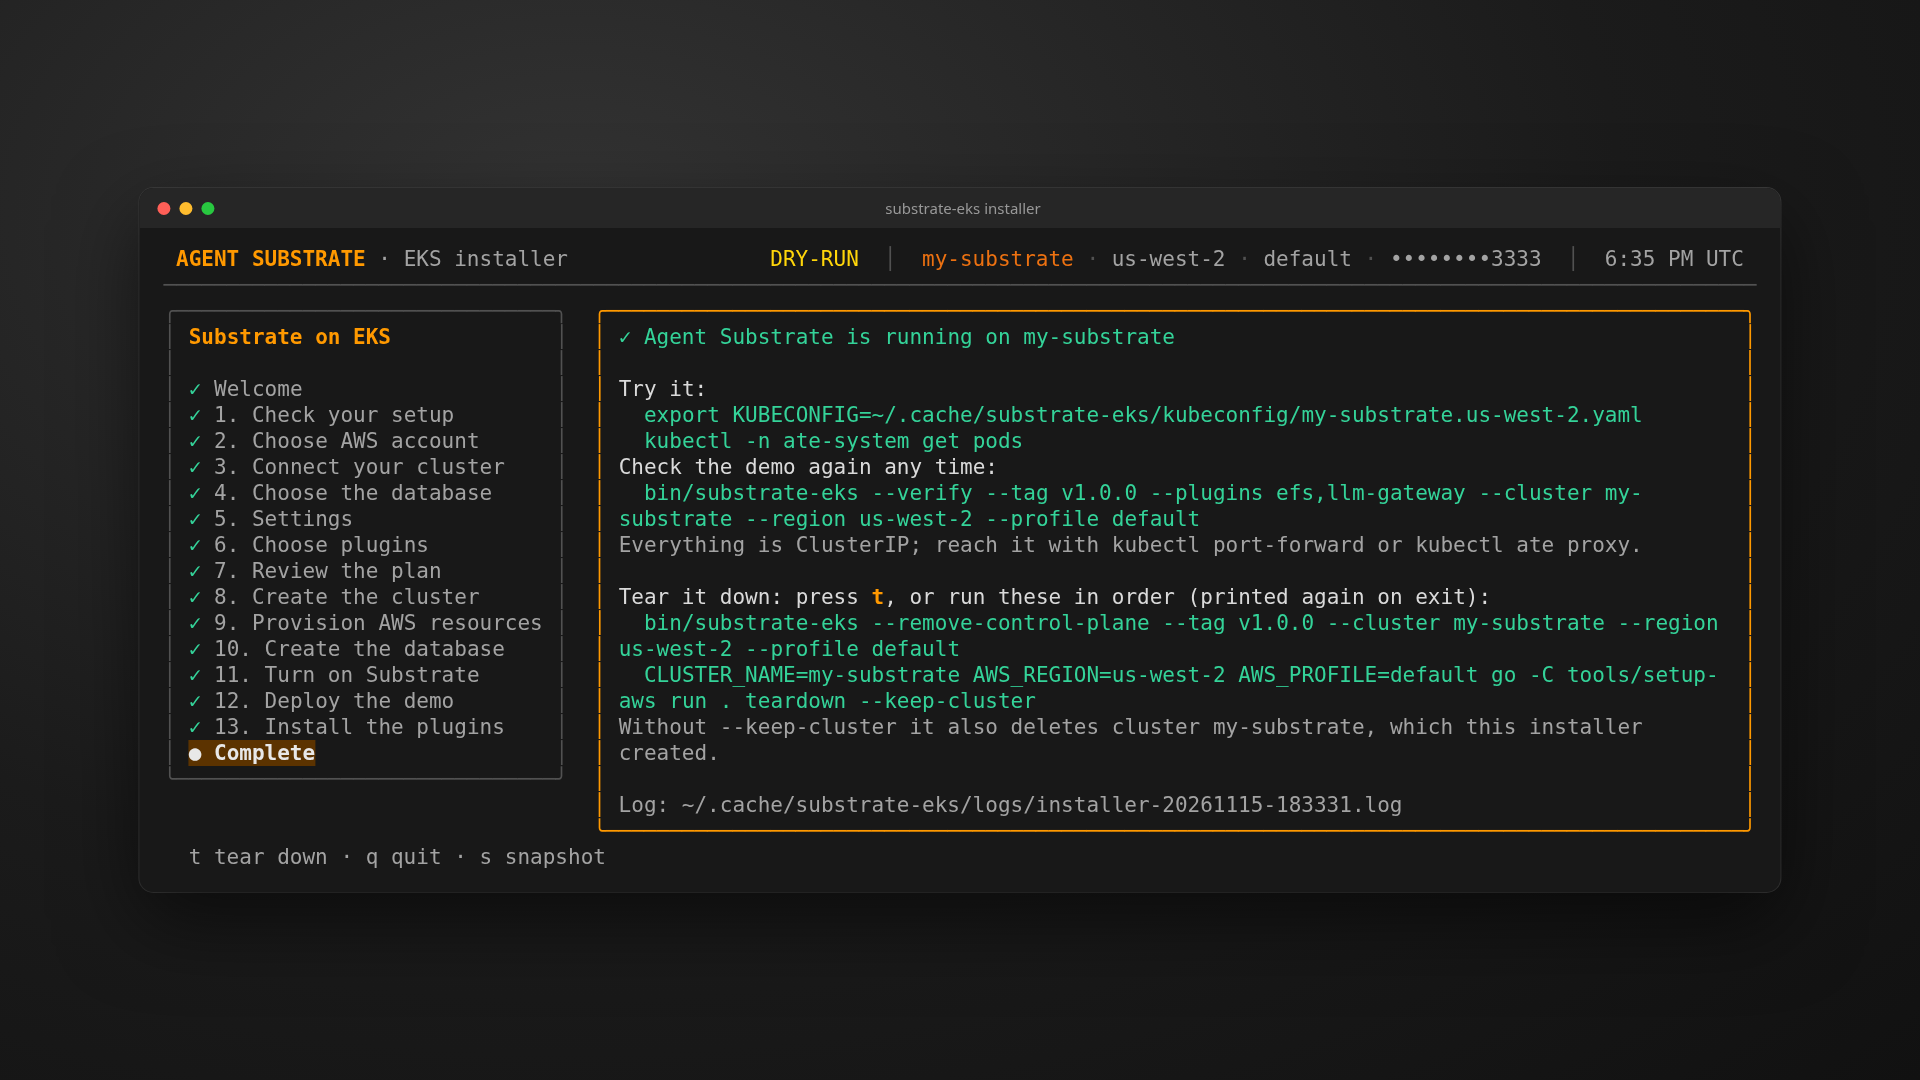 substrate-eks installer
AGENT SUBSTRATE · EKS installer
DRY-RUN │ my-substrate · us-west-2 · default · ••••••••3333 │ 6:35 PM UTC
Substrate on EKS
✓ Welcome
✓ 1. Check your setup
✓ 2. Choose AWS account
✓ 3. Connect your cluster
✓ 4. Choose the database
✓ 5. Settings
✓ 6. Choose plugins
✓ 7. Review the plan
✓ 8. Create the cluster
✓ 9. Provision AWS resources
✓ 10. Create the database
✓ 11. Turn on Substrate
✓ 12. Deploy the demo
✓ 13. Install the plugins
● Complete
✓ Agent Substrate is running on my-substrate
Try it:
export KUBECONFIG=~/.cache/substrate-eks/kubeconfig/my-substrate.us-west-2.yaml
kubectl -n ate-system get pods
Check the demo again any time:
bin/substrate-eks --verify --tag v1.0.0 --plugins efs,llm-gateway --cluster my-
substrate --region us-west-2 --profile default
Everything is ClusterIP; reach it with kubectl port-forward or kubectl ate proxy.
Tear it down: press t, or run these in order (printed again on exit):
bin/substrate-eks --remove-control-plane --tag v1.0.0 --cluster my-substrate --region
us-west-2 --profile default
CLUSTER_NAME=my-substrate AWS_REGION=us-west-2 AWS_PROFILE=default go -C tools/setup-
aws run . teardown --keep-cluster
Without --keep-cluster it also deletes cluster my-substrate, which this installer
created.
Log: ~/.cache/substrate-eks/logs/installer-20261115-183331.log
t tear down · q quit · s snapshot